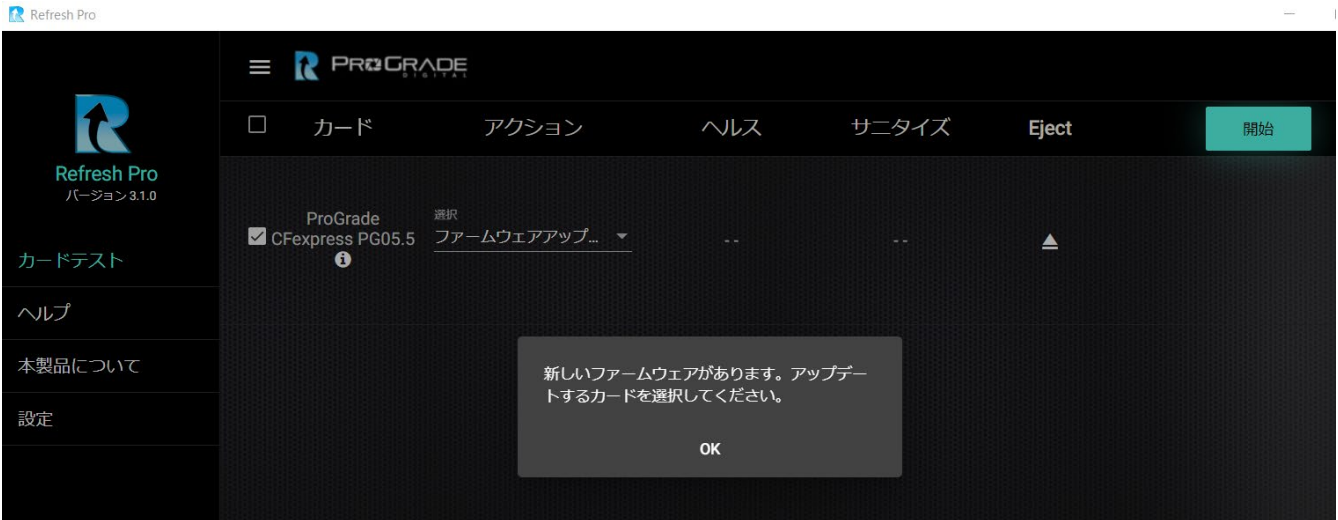 Refresh Pro
PROGRADE
DIGITAL
カード アクション ヘルス サニタイズ Eject 開始
Refresh Pro
バージョン 3.1.0
カードテスト
ヘルプ
本製品について
設定
ProGrade
CFexpress PG05.5
選択
ファームウェアアップ...
--
--
新しいファームウェアがあります。アップデー
トするカードを選択してください。
OK